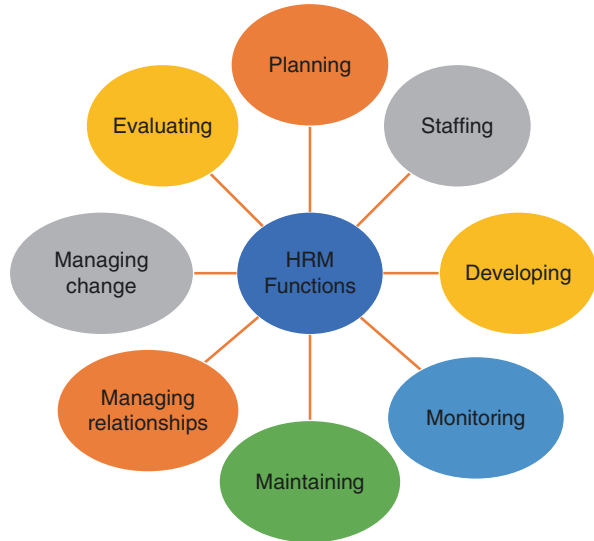 Planning
Staffing
Developing
Monitoring
Maintaining
Managing
relationships
Managing
change
Evaluating
HRM
Functions